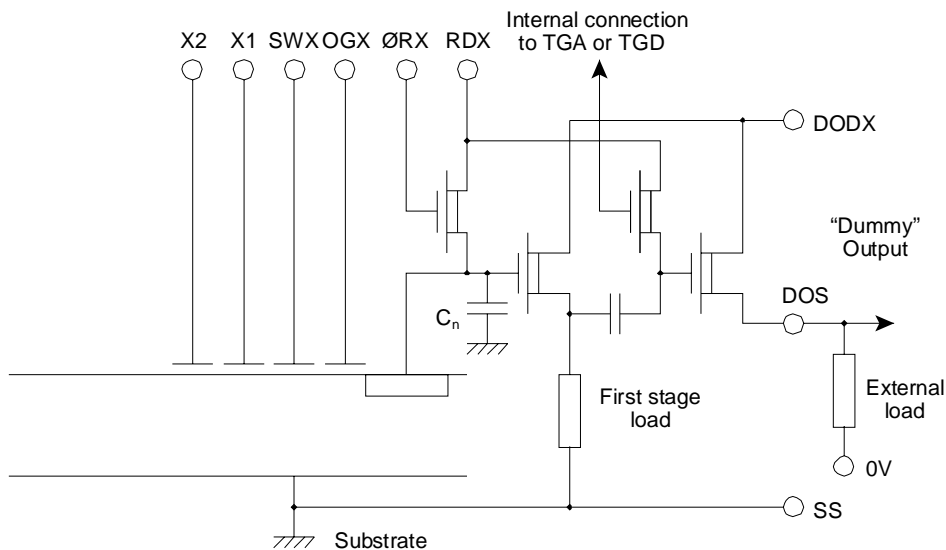 Internal connection
to TGA or TGD
X2 X1 SWX OGX ØRX RDX
DODX
“Dummy”
Output
DOS
Cn
First stage
load
External
load
0V
SS
Substrate